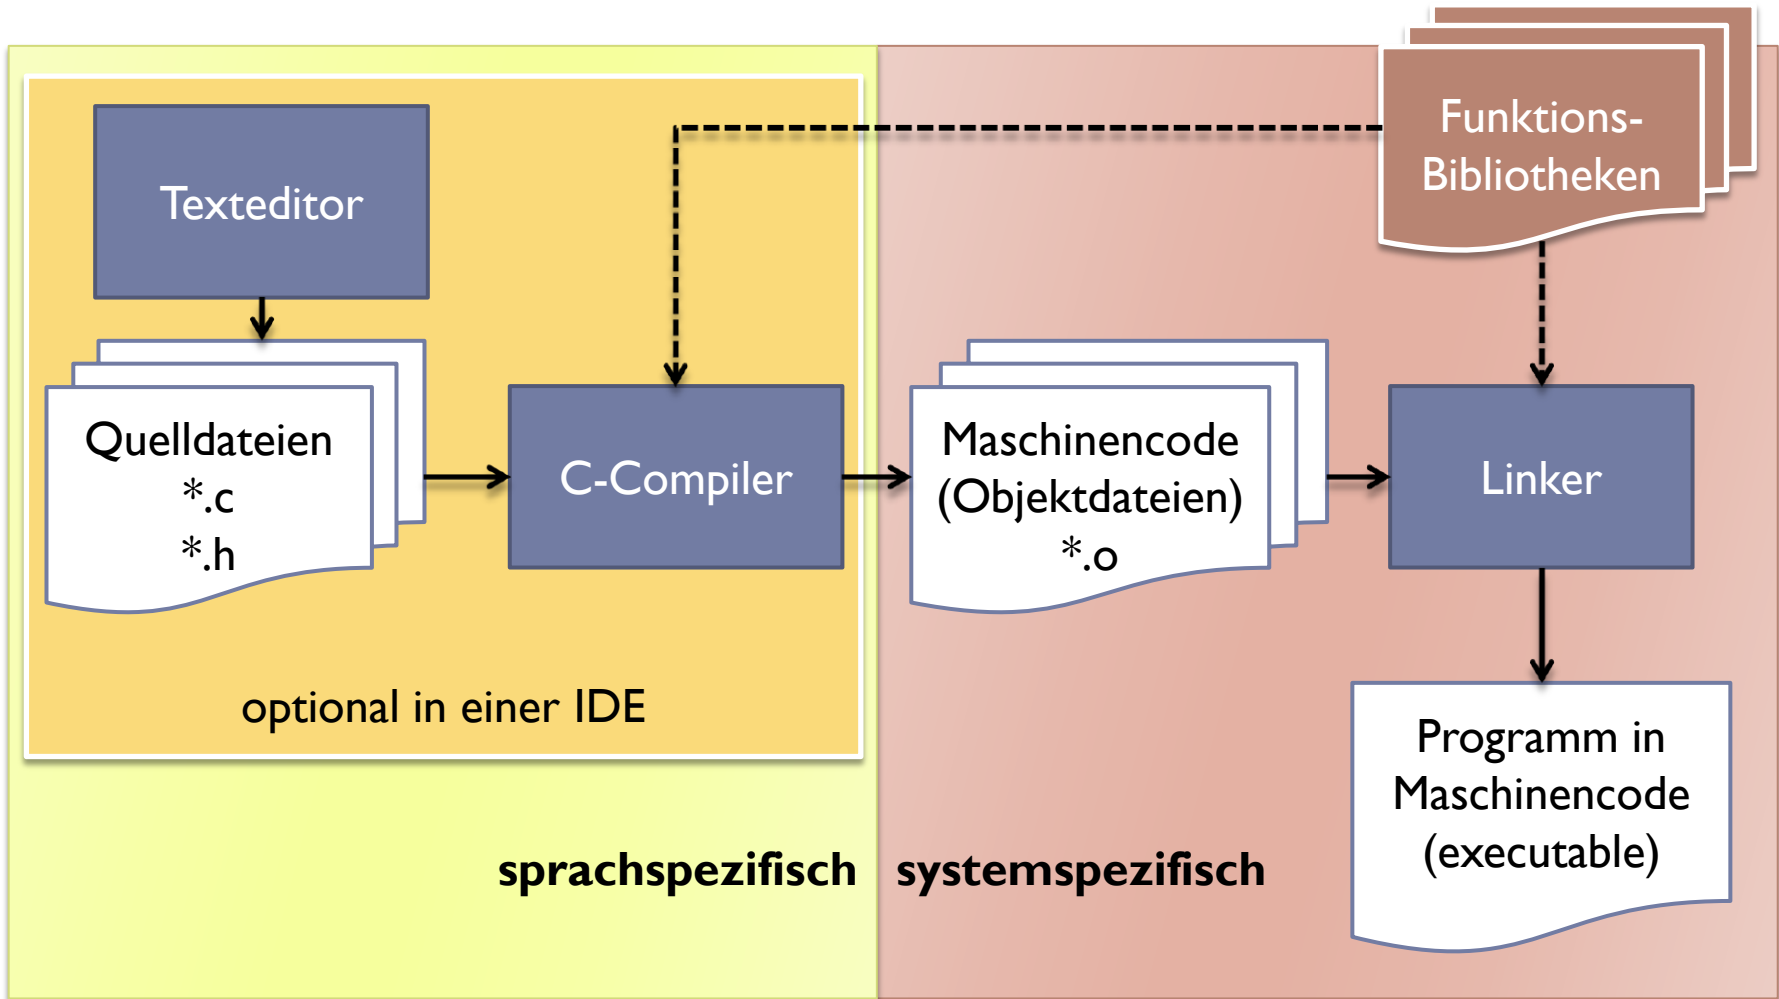 Funktions-
Bibliotheken
Texteditor
Quelldateien
*.c
*.h
C-Compiler
Maschinencode
(Objektdateien)
*.o
Linker
optional in einer IDE
Programm in
Maschinencode
(executable)
sprachspezifisch
systemspezifisch